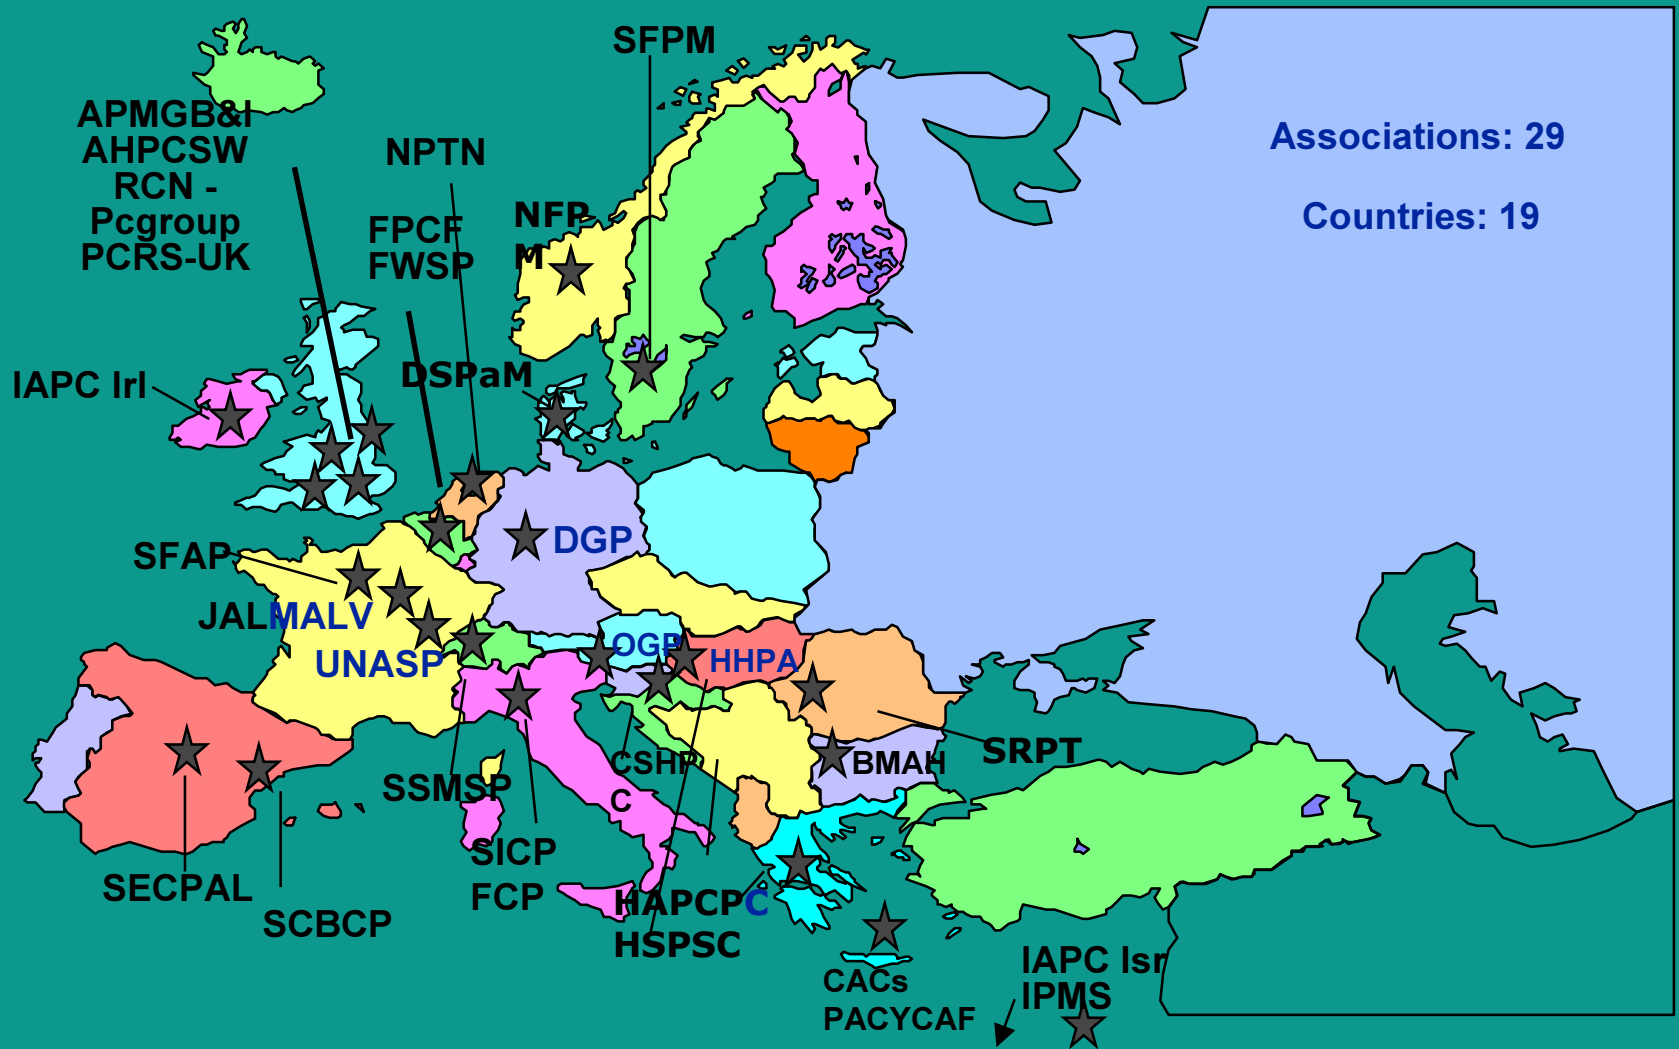 SFPM
APMGB&I
AHPCSW
RCN -
Pcgroup
PCRS-UK
NPTN
FPCF
FWSP
NFP
M
Associations: 29
Countries: 19
IAPC Irl
DSPaM
SFAP
DGP
JALMALV
UNASP
OGP
HHPA
SSMSP
CSHP
C
BMAH
SRPT
SICP
FCP
SECPAL
SCBCP
HAPCPC
HSPSC
CACs
PACYCAF
IAPC Isr
IPMS